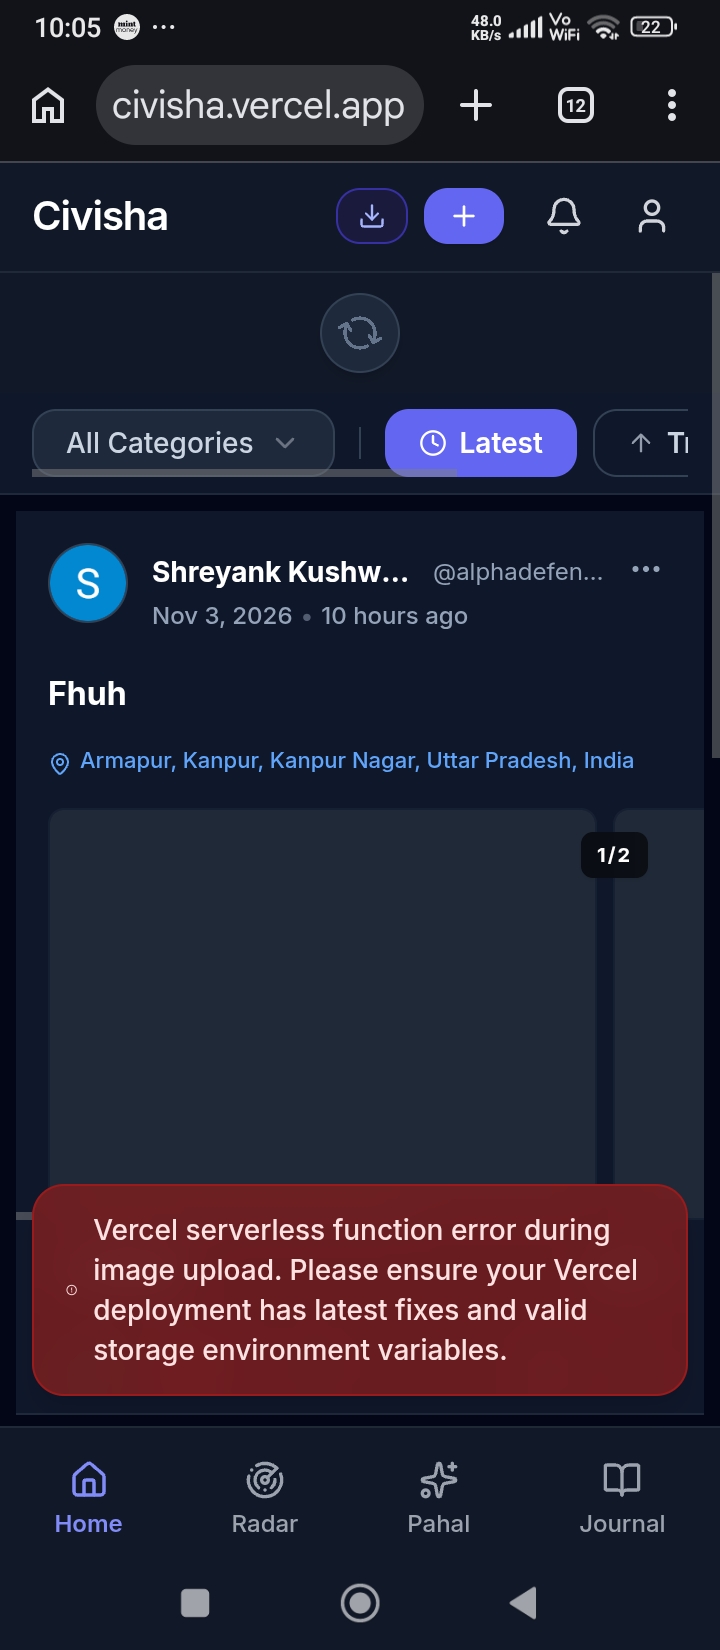 10:05
mint
money
48.0
KB/s
Vo
WiFi
22
civisha.vercel.app
12
Civisha
All Categories
Latest
Shreyank Kushw... @alphadefen...
Nov 3, 2026 • 10 hours ago
Fhuh
Armapur, Kanpur, Kanpur Nagar, Uttar Pradesh, India
1/2
Vercel serverless function error during
image upload. Please ensure your Vercel
deployment has latest fixes and valid
storage environment variables.
Home
Radar
Pahal
Journal